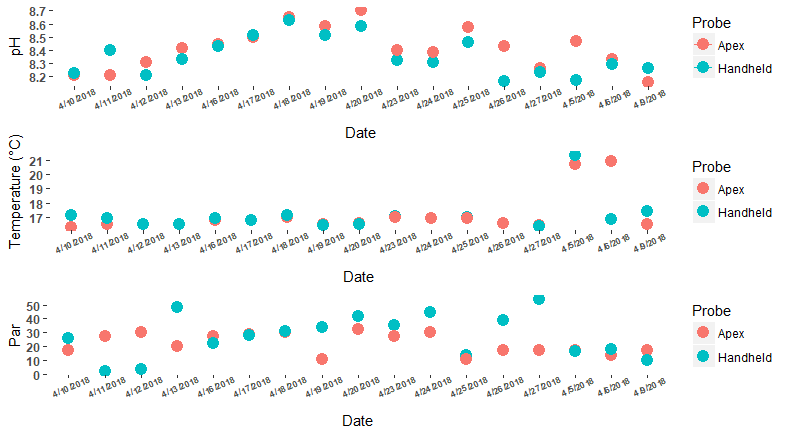 pH
8.7
8.6
8.5
8.4
8.3
8.2
4/10/2018 4/11/2018 4/12/2018 4/13/2018 4/16/2018 4/17/2018 4/18/2018 4/19/2018 4/20/2018 4/23/2018 4/24/2018 4/25/2018 4/26/2018 4/27/2018 4/5/2018 4/6/2018 4/9/2018
Date
Probe
Apex
Handheld
Temperature (°C)
21
20
19
18
17
4/10/2018 4/11/2018 4/12/2018 4/13/2018 4/16/2018 4/17/2018 4/18/2018 4/19/2018 4/20/2018 4/23/2018 4/24/2018 4/25/2018 4/26/2018 4/27/2018 4/5/2018 4/6/2018 4/9/2018
Date
Probe
Apex
Handheld
Par
50
40
30
20
10
0
4/10/2018 4/11/2018 4/12/2018 4/13/2018 4/16/2018 4/17/2018 4/18/2018 4/19/2018 4/20/2018 4/23/2018 4/24/2018 4/25/2018 4/26/2018 4/27/2018 4/5/2018 4/6/2018 4/9/2018
Date
Probe
Apex
Handheld